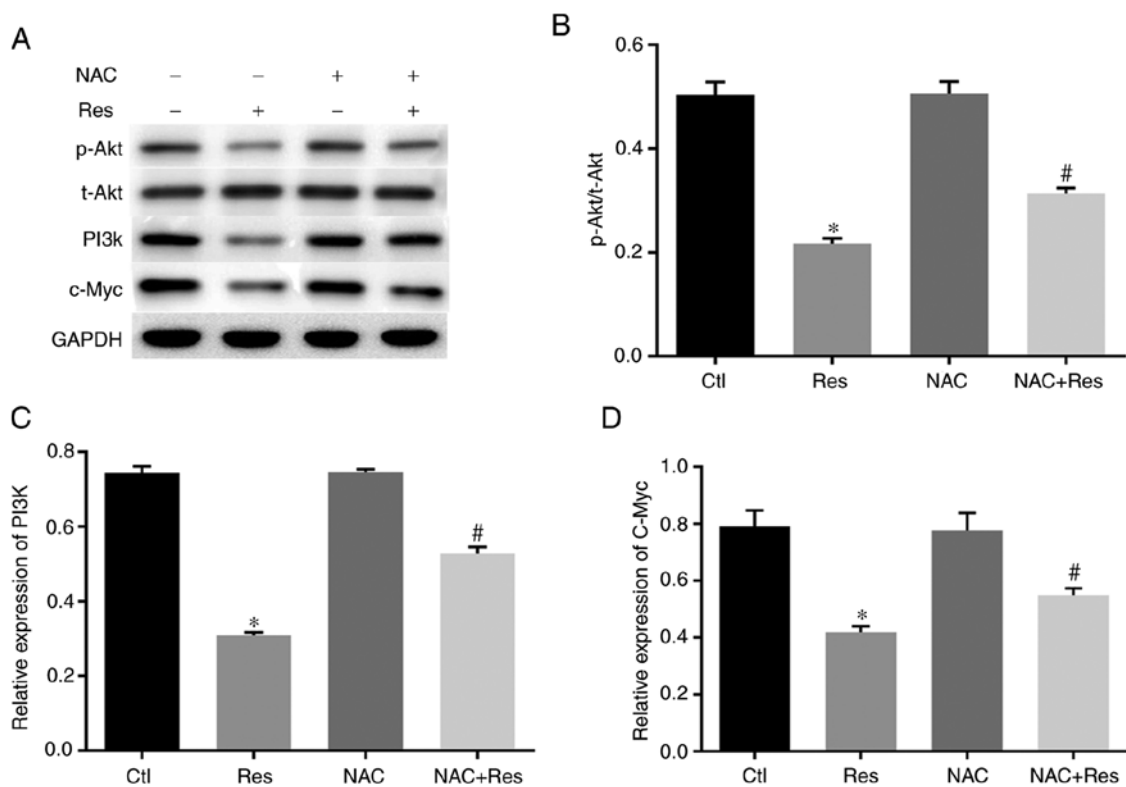 A
NAC – – + +
Res – + – +
p-Akt
t-Akt
PI3k
c-Myc
GAPDH
B
p-Akt/t-Akt
0.6
0.4
0.2
0.0
*
#
Ctl Res NAC NAC+Res
C
Relative expression of PI3K
0.8
0.6
0.4
0.2
0.0
*
#
Ctl Res NAC NAC+Res
D
Relative expression of C-Myc
1.0
0.8
0.6
0.4
0.2
0.0
*
#
Ctl Res NAC NAC+Res